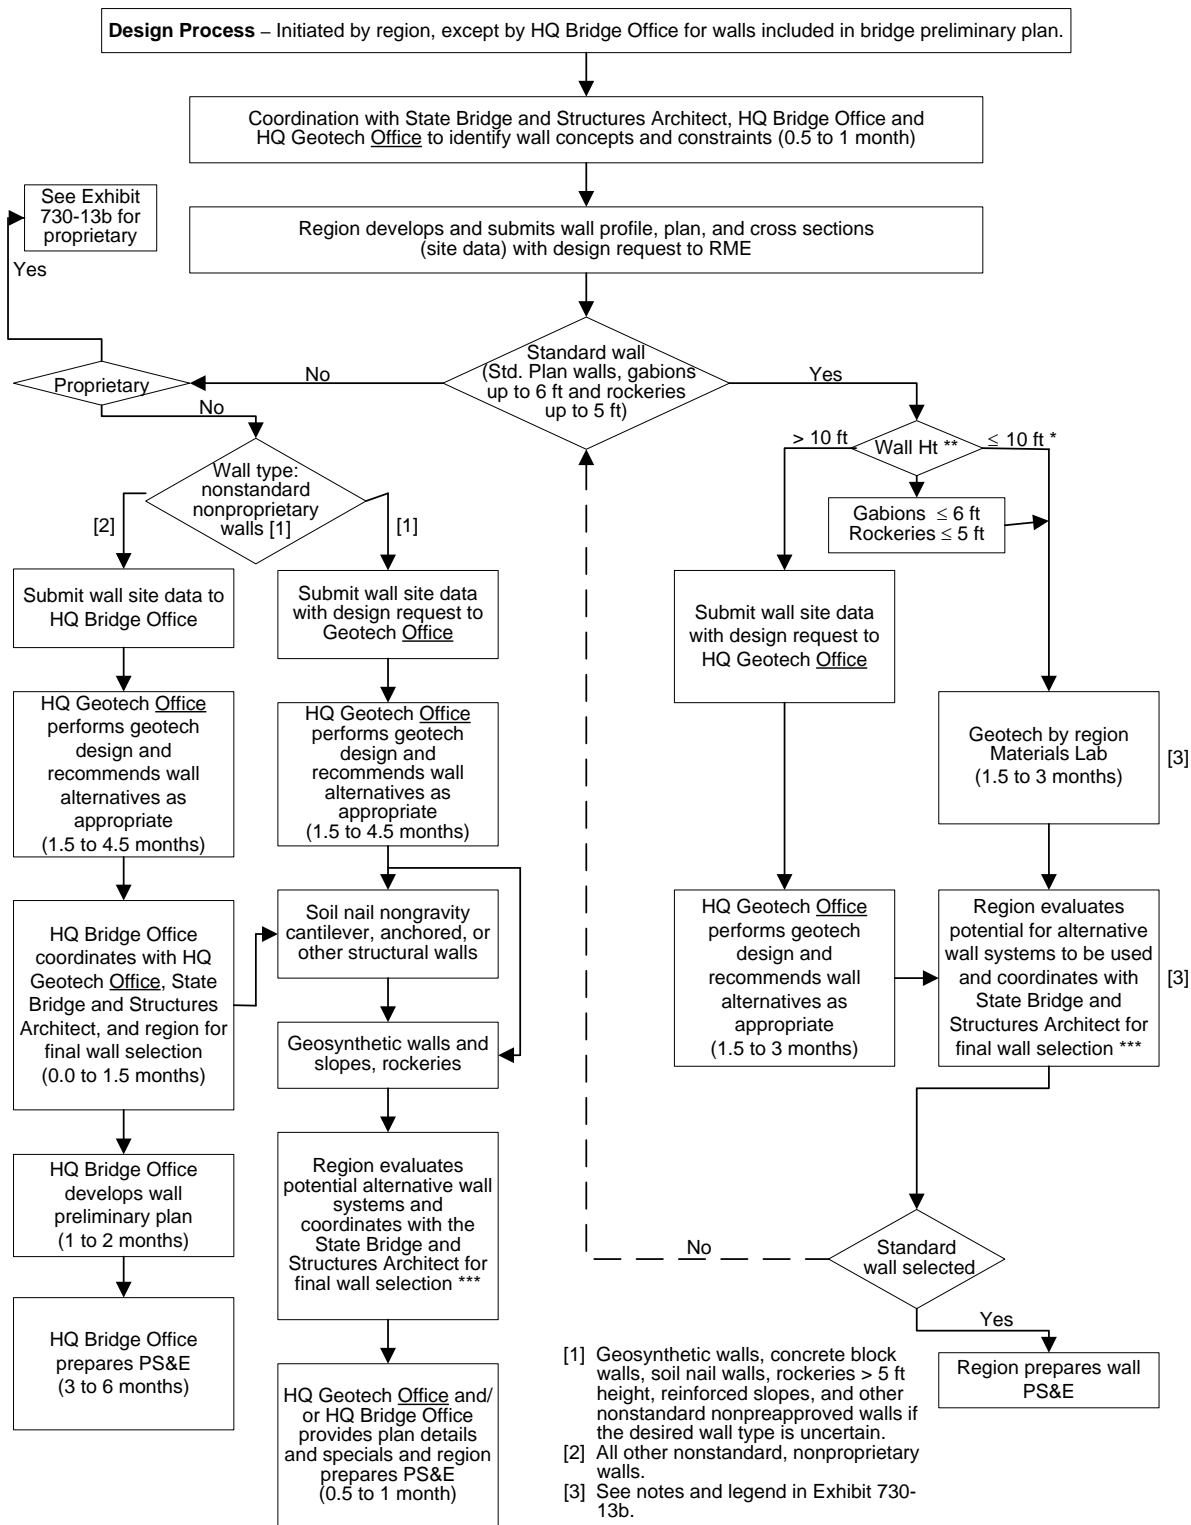 Design Process – Initiated by region, except by HQ Bridge Office for walls included in bridge preliminary plan.
Coordination with State Bridge and Structures Architect, HQ Bridge Office and
HQ Geotech Office to identify wall concepts and constraints (0.5 to 1 month)
See Exhibit
730-13b for
proprietary
Region develops and submits wall profile, plan, and cross sections
(site data) with design request to RME
Yes
Standard wall
(Std. Plan walls, gabions
up to 6 ft and rockeries
up to 5 ft)
No
Yes
Proprietary
No
> 10 ft
Wall Ht **
≤ 10 ft *
Gabions ≤ 6 ft
Rockeries ≤ 5 ft
Wall type:
nonstandard
nonproprietary
walls [1]
[2]
[1]
Submit wall site data to
HQ Bridge Office
Submit wall site data
with design request to
Geotech Office
Submit wall site data
with design request to
HQ Geotech Office
HQ Geotech Office
performs geotech
design and
recommends wall
alternatives as
appropriate
(1.5 to 4.5 months)
HQ Geotech Office
performs geotech
design and
recommends wall
alternatives as
appropriate
(1.5 to 4.5 months)
Geotech by region
Materials Lab
(1.5 to 3 months)
[3]
HQ Bridge Office
coordinates with HQ
Geotech Office, State
Bridge and Structures
Architect, and region for
final wall selection
(0.0 to 1.5 months)
Soil nail nongravity
cantilever, anchored, or
other structural walls
Geosynthetic walls and
slopes, rockeries
HQ Geotech Office
performs geotech
design and
recommends wall
alternatives as
appropriate
(1.5 to 3 months)
Region evaluates
potential for alternative
wall systems to be used
and coordinates with
State Bridge and
Structures Architect for
final wall selection ***
[3]
HQ Bridge Office
develops wall
preliminary plan
(1 to 2 months)
Region evaluates
potential alternative wall
systems and
coordinates with the
State Bridge and
Structures Architect for
final wall selection ***
No
Standard
wall selected
Yes
HQ Bridge Office
prepares PS&E
(3 to 6 months)
HQ Geotech Office and/
or HQ Bridge Office
provides plan details
and specials and region
prepares PS&E
(0.5 to 1 month)
Region prepares wall
PS&E
[1] Geosynthetic walls, concrete block
walls, soil nail walls, rockeries > 5 ft
height, reinforced slopes, and other
nonstandard nonpreapproved walls if
the desired wall type is uncertain.
[2] All other nonstandard, nonproprietary
walls.
[3] See notes and legend in Exhibit 730-
13b.